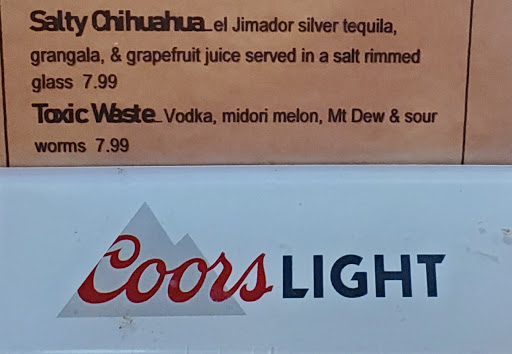 Salty Chihuahua el Jimador silver tequila,
grangala, & grapefruit juice served in a salt rimmed
glass 7.99
Toxic Waste Vodka, midori melon, Mt Dew & sour
worms 7.99
Coors LIGHT